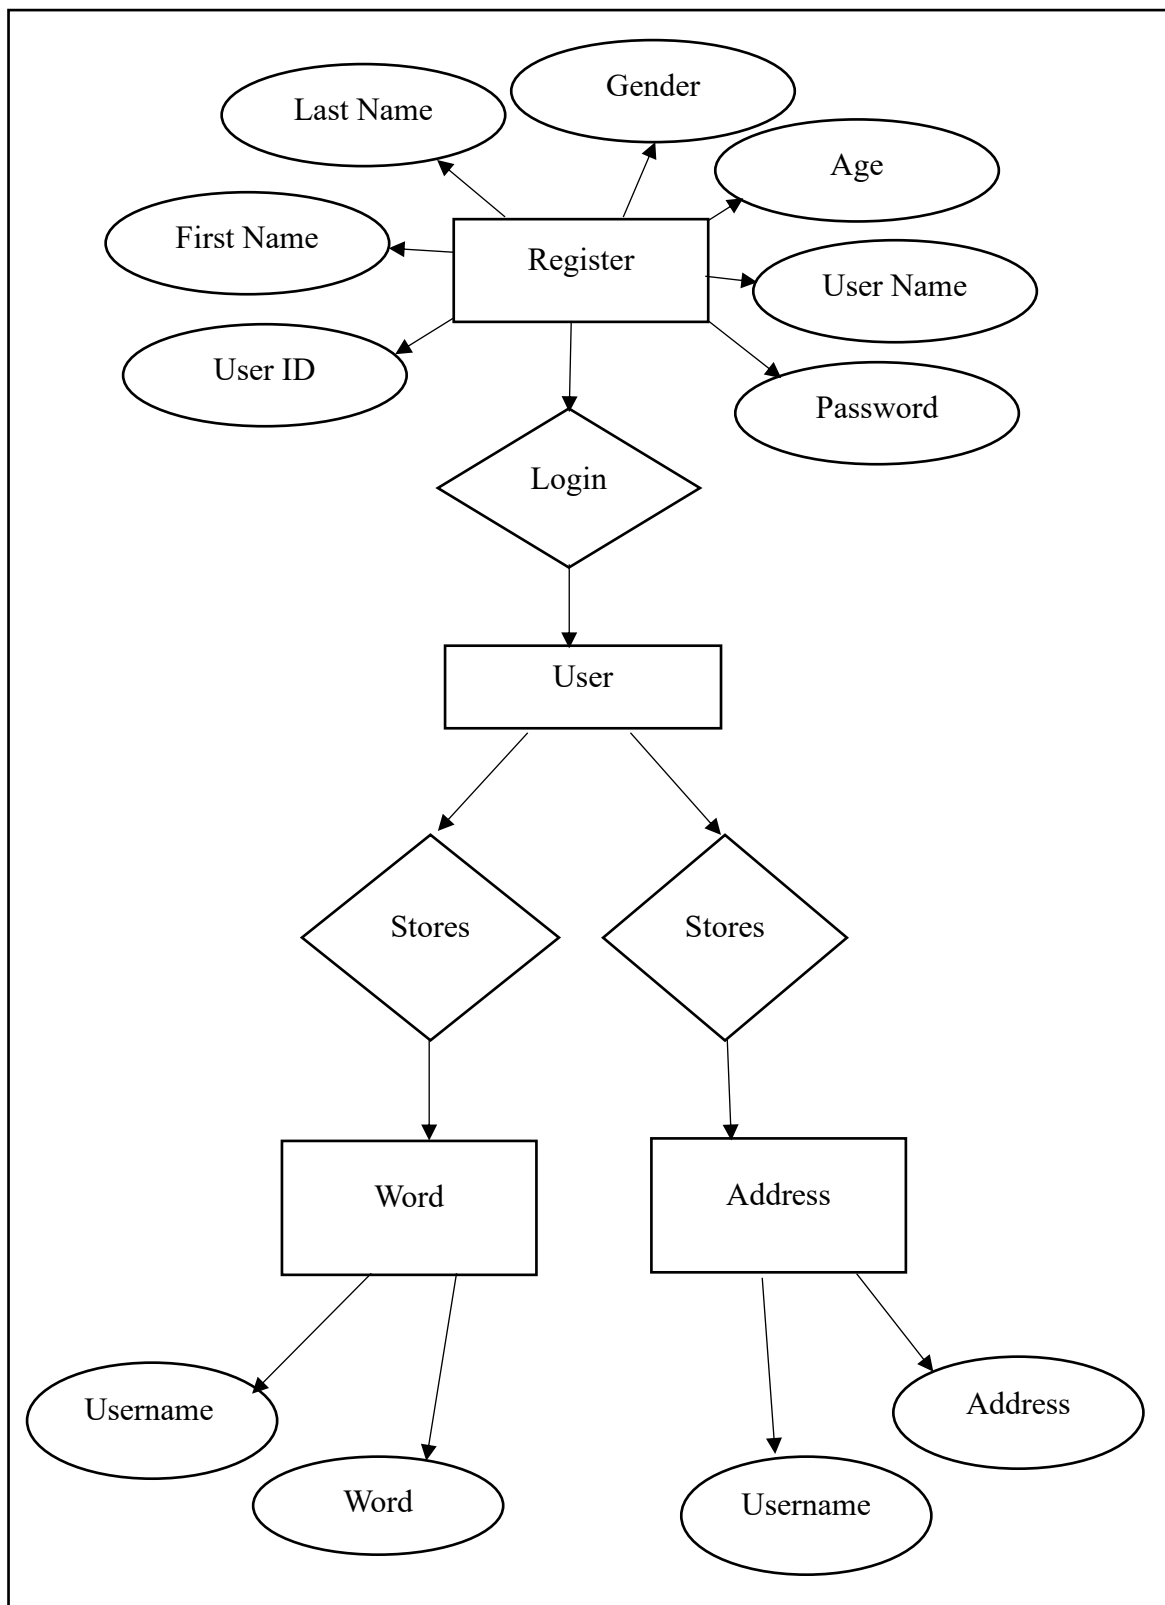 Gender
Last Name
Age
First Name
Register
User Name
User ID
Password
Login
User
Stores
Stores
Word
Address
Username
Address
Word
Username